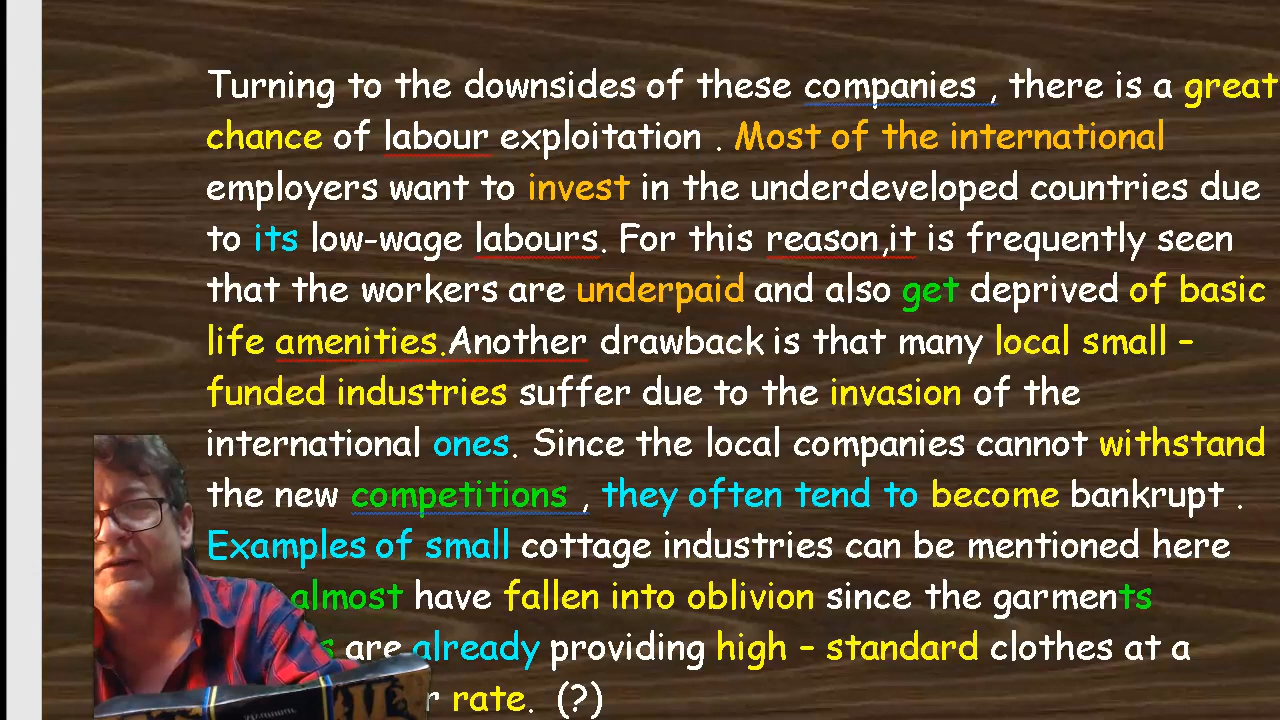 Turning to the downsides of these companies , there is a great
chance of labour exploitation . Most of the international
employers want to invest in the underdeveloped countries due
to its low-wage labours. For this reason,it is frequently seen
that the workers are underpaid and also get deprived of basic
life amenities.Another drawback is that many local small –
funded industries suffer due to the invasion of the
international ones. Since the local companies cannot withstand
the new competitions , they often tend to become bankrupt .
Examples of small cottage industries can be mentioned here
almost have fallen into oblivion since the garments
are already providing high – standard clothes at a
rate. (?)